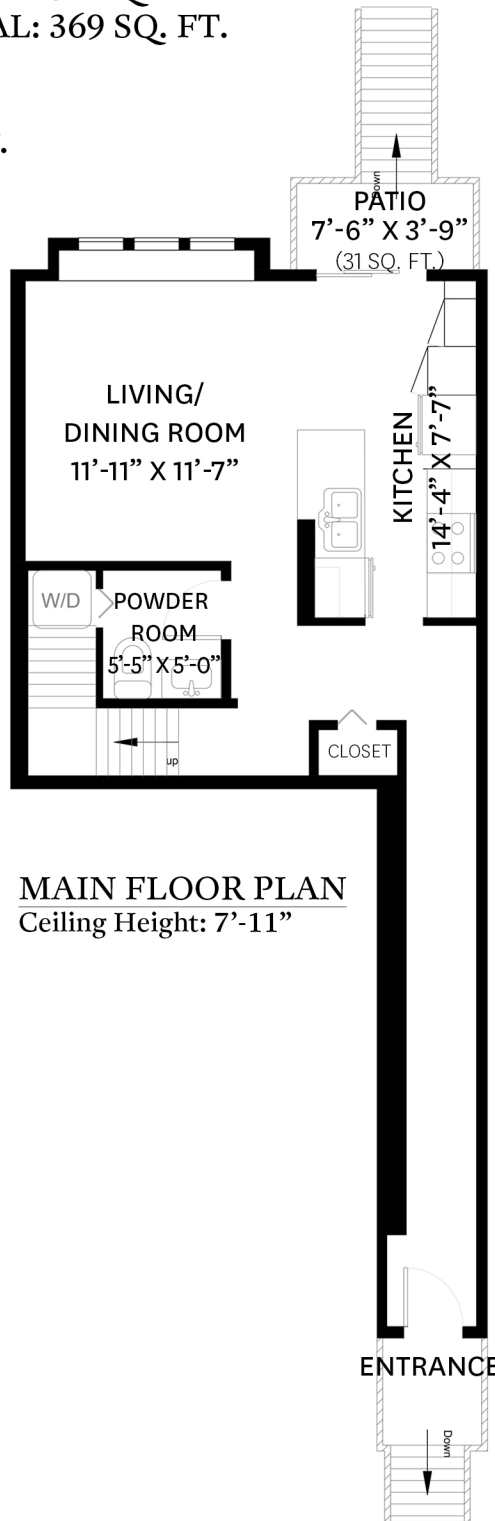 AL: 369 SQ. FT.
Down
PATIO
7’-6” X 3’-9”
(31 SQ. FT.)
LIVING/
DINING ROOM
11’-11” X 11’-7”
KITCHEN
14’-4” X 7’-7”
W/D
POWDER
ROOM
5’-5” X 5’-0”
up
CLOSET
MAIN FLOOR PLAN
Ceiling Height: 7’-11”
ENTRANCE
Down